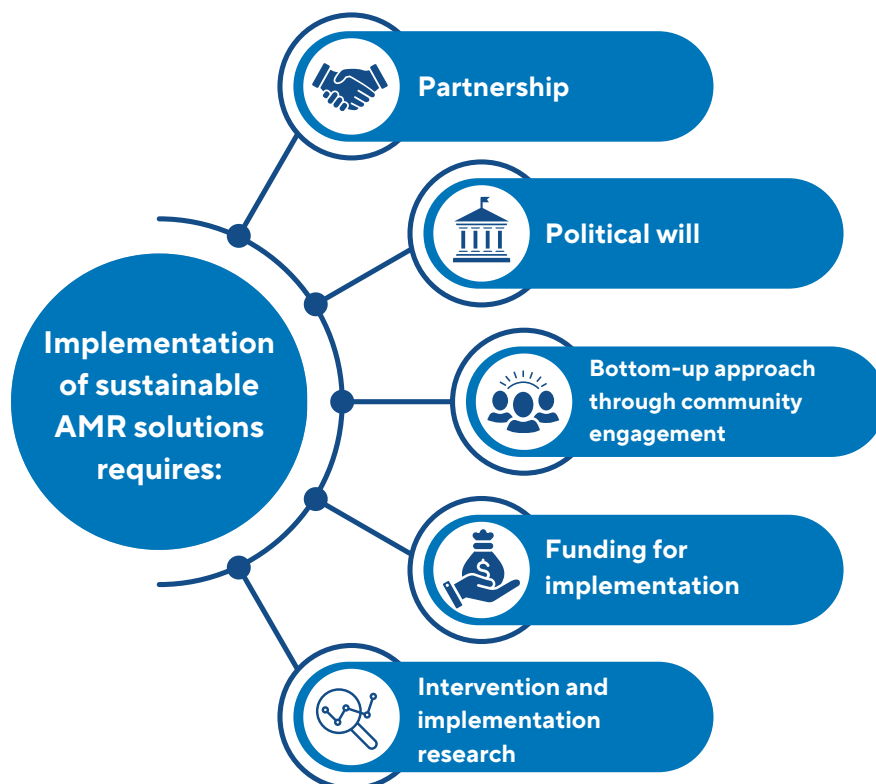 Partnership
Political will
Implementation
of sustainable
AMR solutions
requires:
Bottom-up approach
through community
engagement
Funding for
implementation
Intervention and
implementation
research